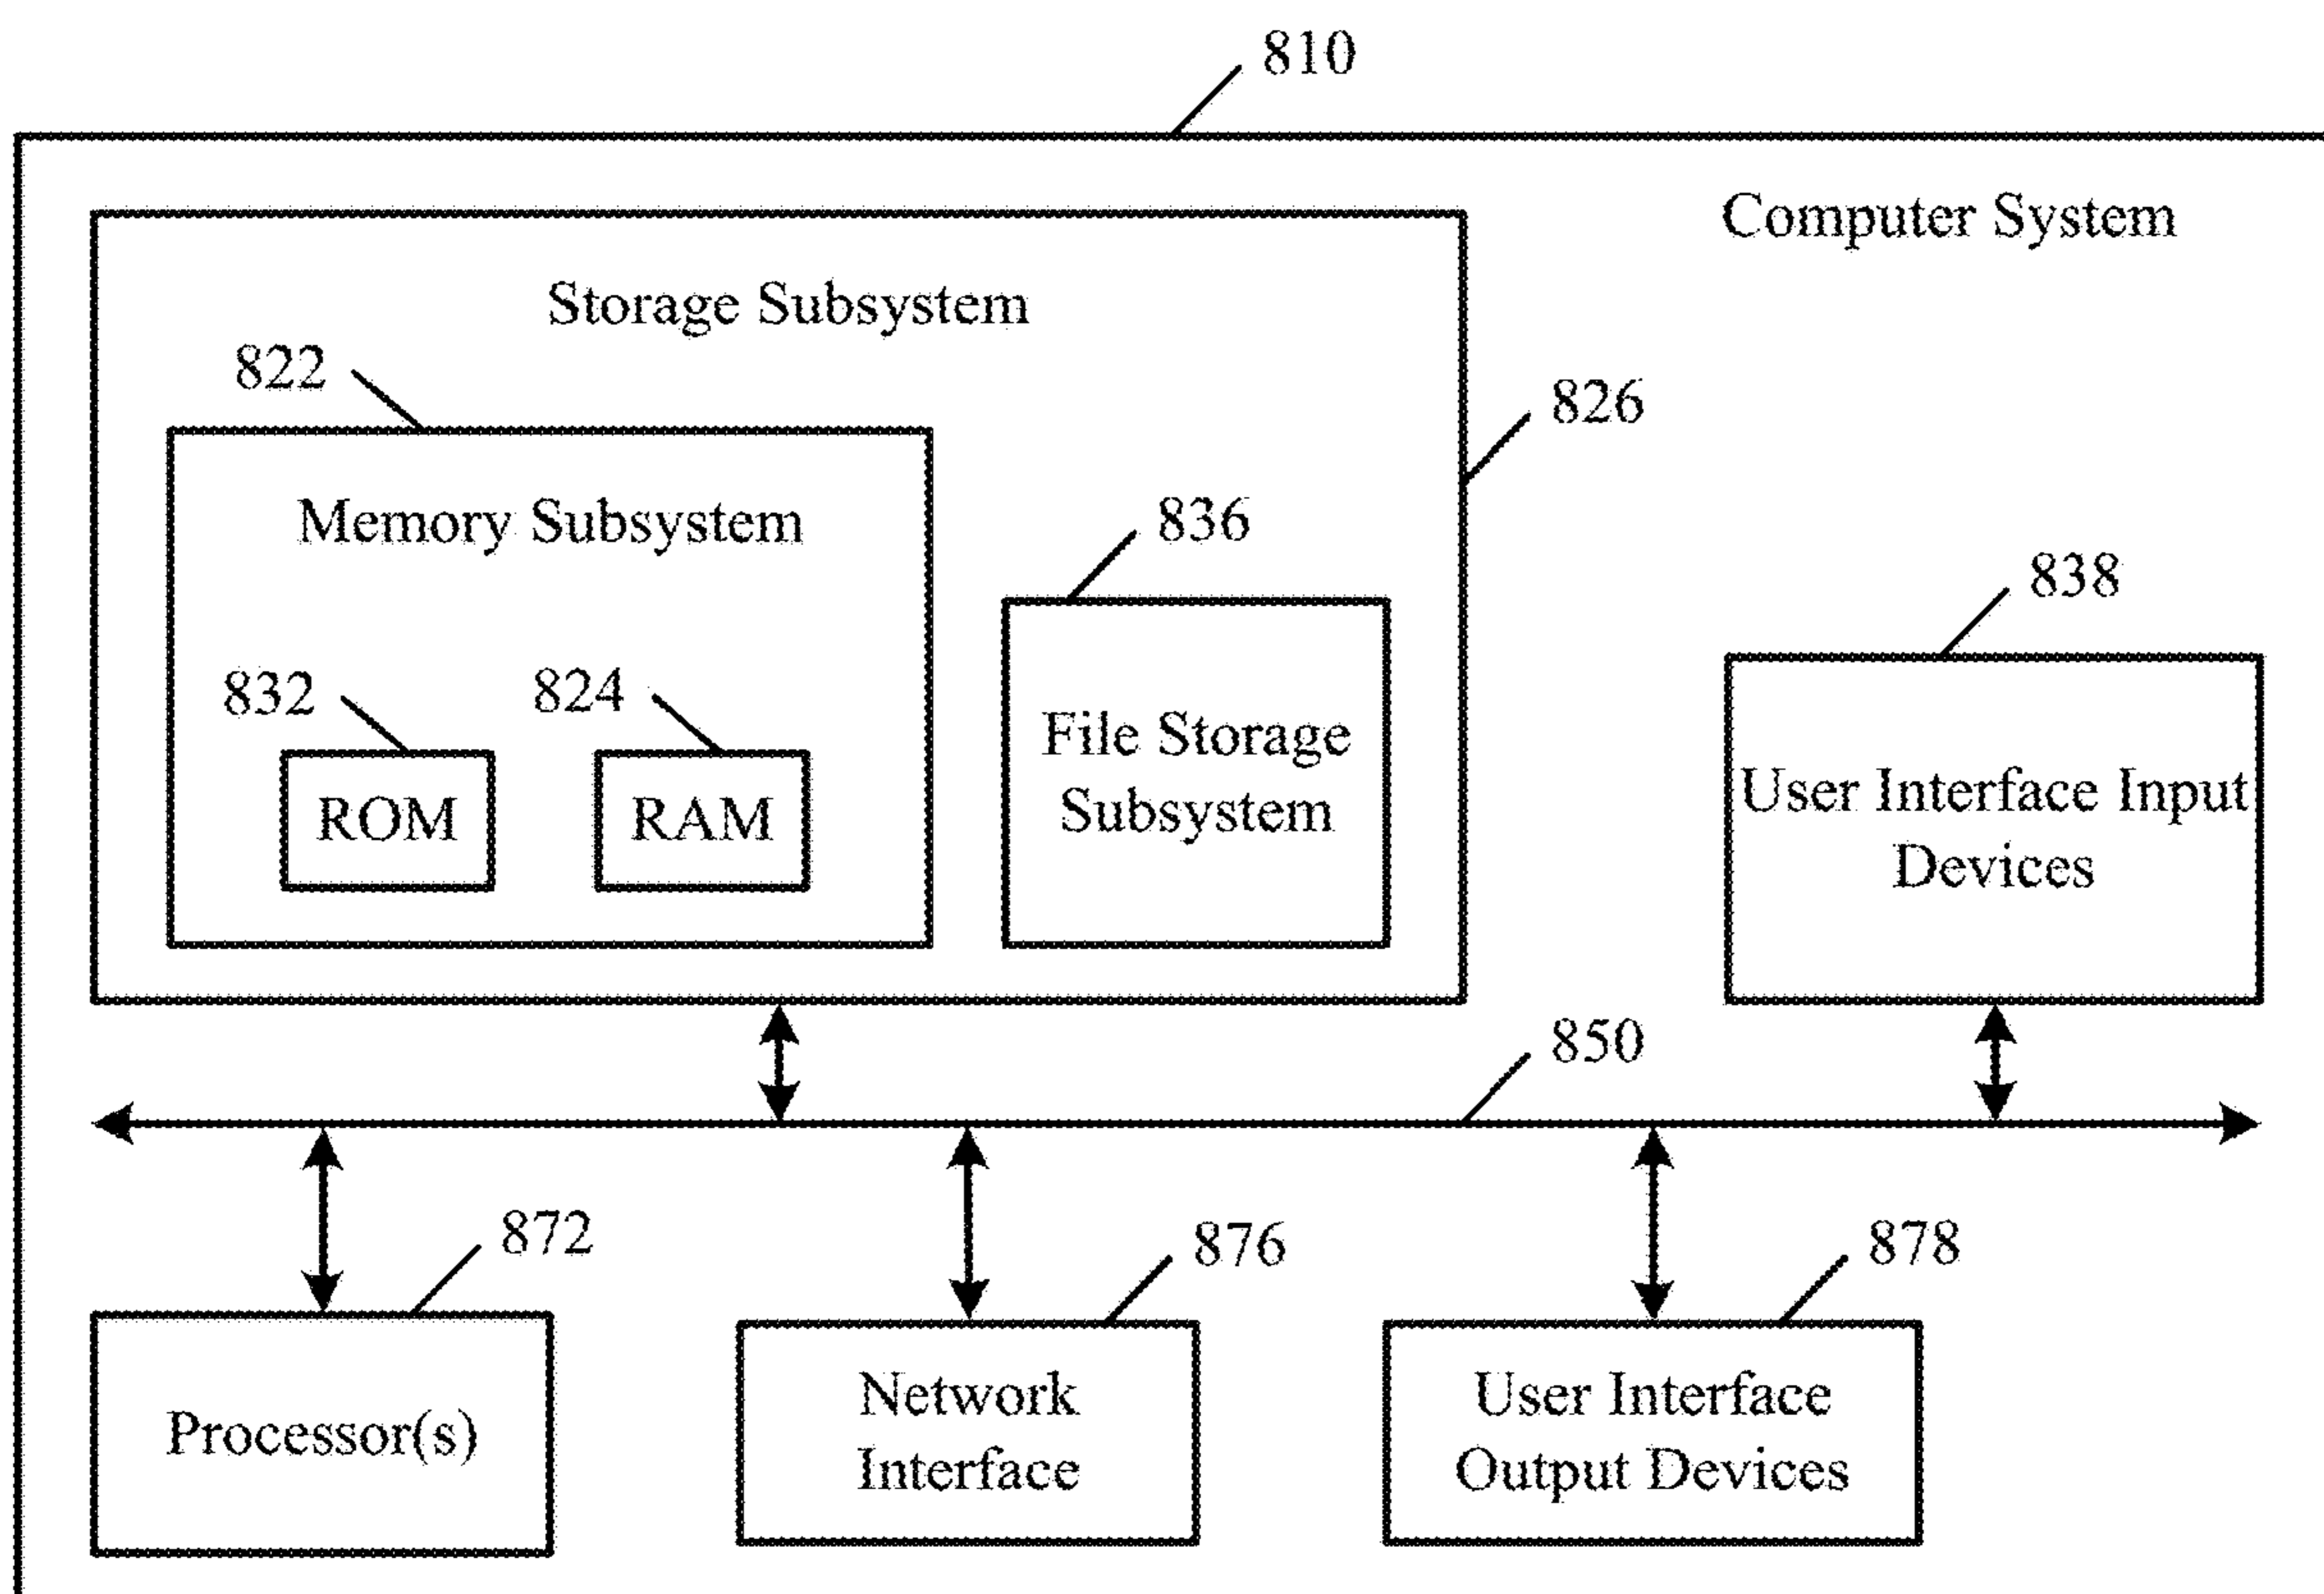 810
Computer System
Storage Subsystem
822
826
Memory Subsystem
836
838
832
824
File Storage
Subsystem
ROM
RAM
User Interface Input
Devices
850
872
876
878
Processor(s)
Network
Interface
User Interface
Output Devices